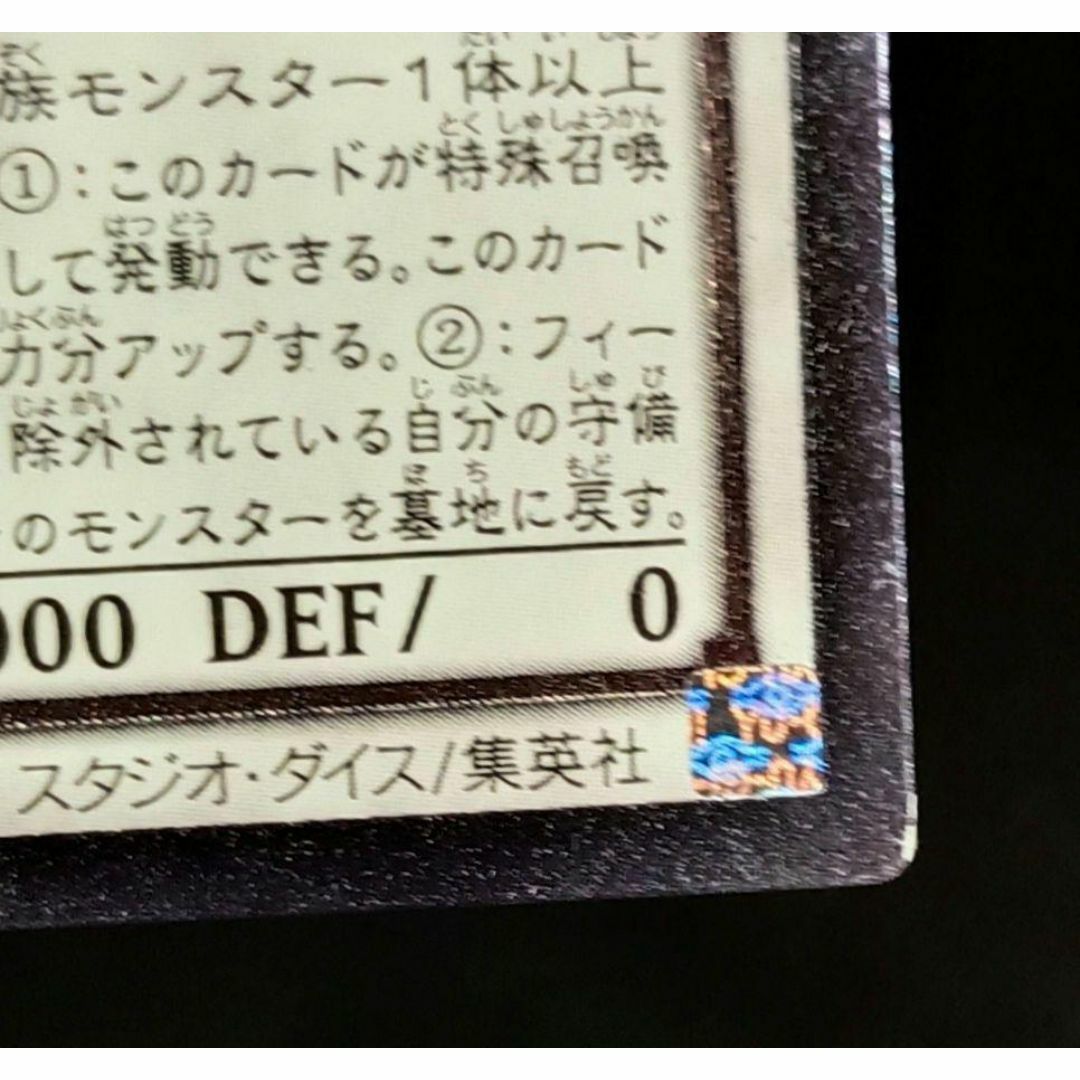 族モンスター1体以上
①:このカードが特殊召喚
して発動できる。このカード
力分アップする。②:フィー
除外されている自分の守備
のモンスターを墓地に戻す。
000 DEF/ 0
スタジオ・ダイス/集英社